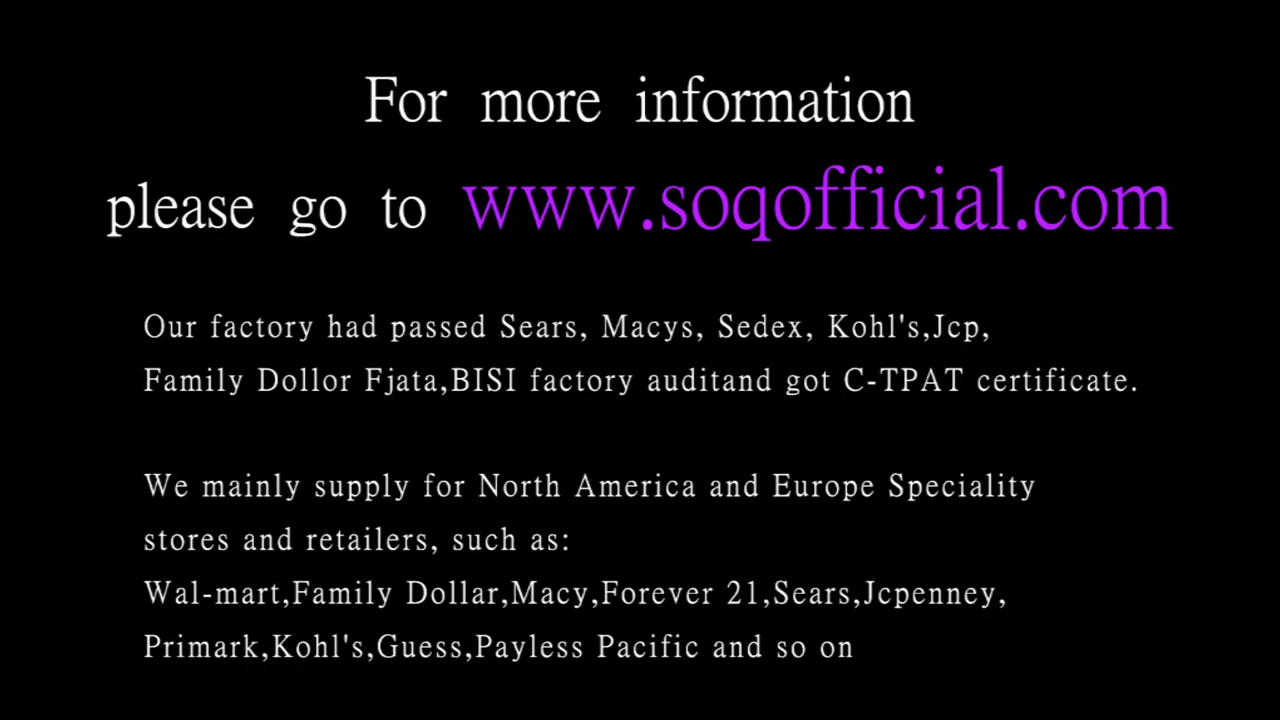 For more information
please go to www.soqofficial.com
Our factory had passed Sears, Macys, Sedex, Kohl's,Jcp,
Family Dollor Fjata,BISI factory auditand got C-TPAT certificate.
We mainly supply for North America and Europe Speciality
stores and retailers, such as:
Wal-mart,Family Dollar,Macy,Forever 21,Sears,Jcpenney,
Primark,Kohl's,Guess,Payless Pacific and so on